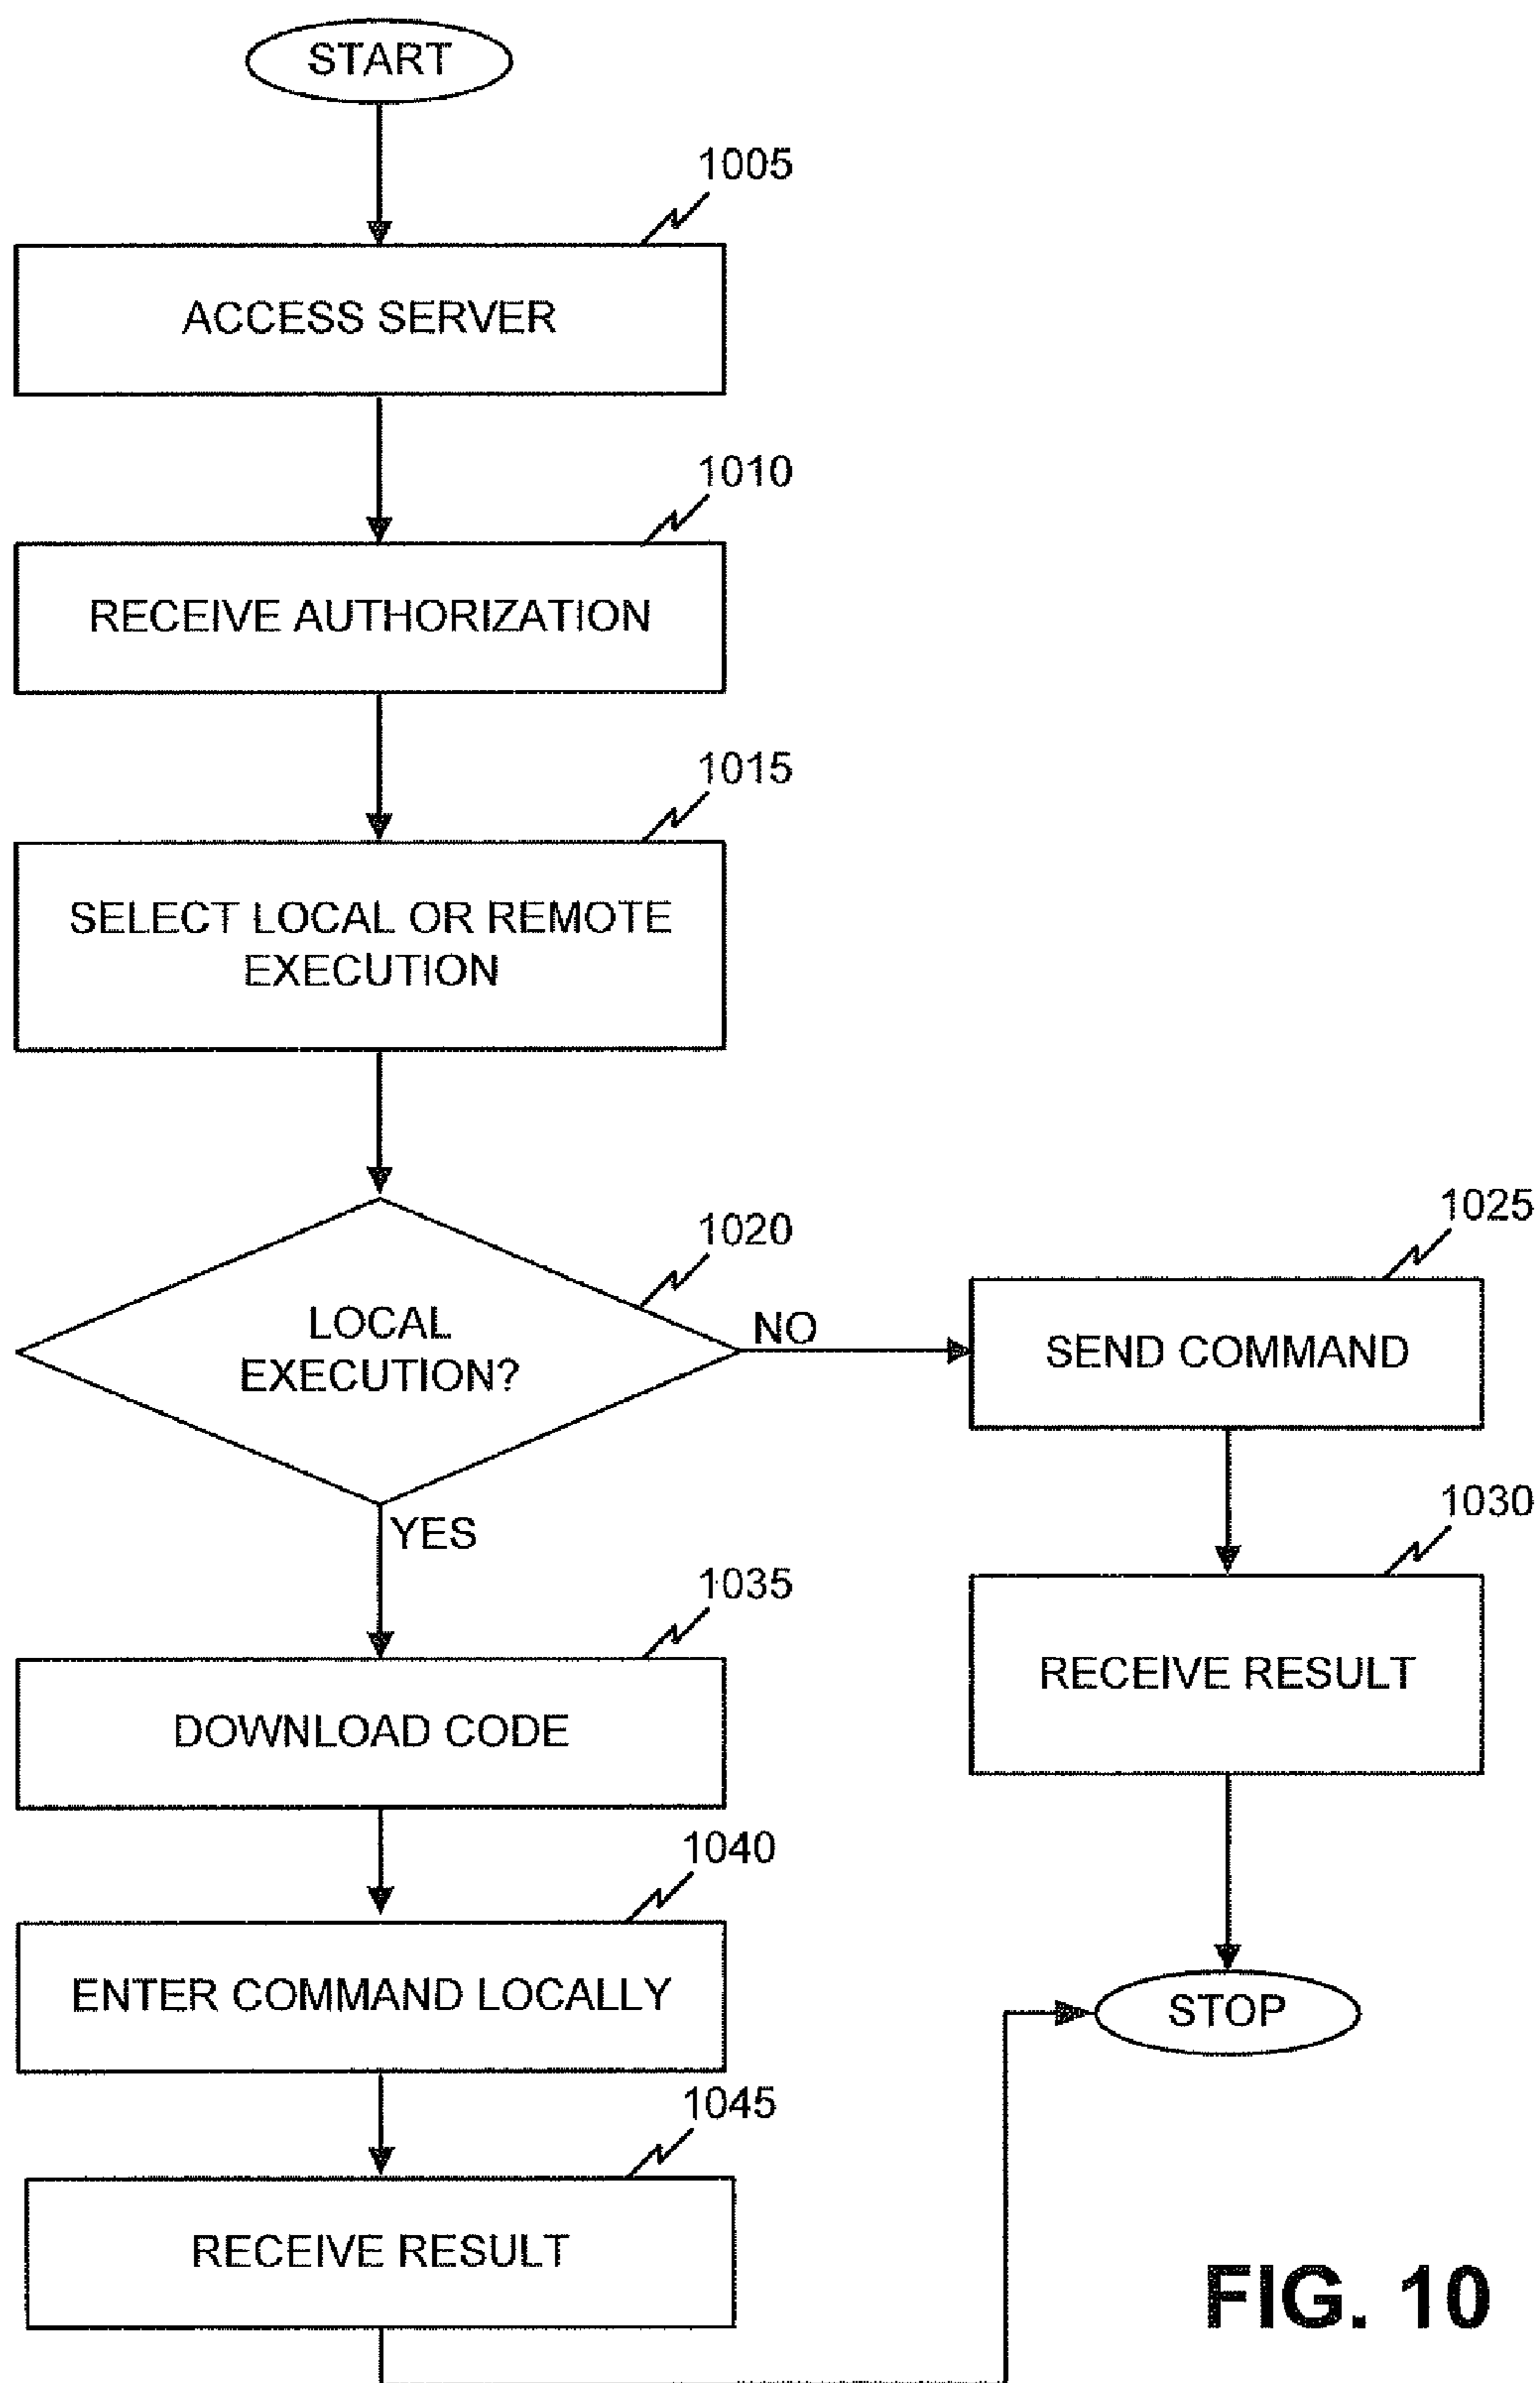 START
1005
ACCESS SERVER
1010
RECEIVE AUTHORIZATION
1015
SELECT LOCAL OR REMOTE
EXECUTION
1020
LOCAL
EXECUTION?
NO
1025
SEND COMMAND
1030
RECEIVE RESULT
YES
1035
DOWNLOAD CODE
1040
ENTER COMMAND LOCALLY
1045
RECEIVE RESULT
STOP
FIG. 10